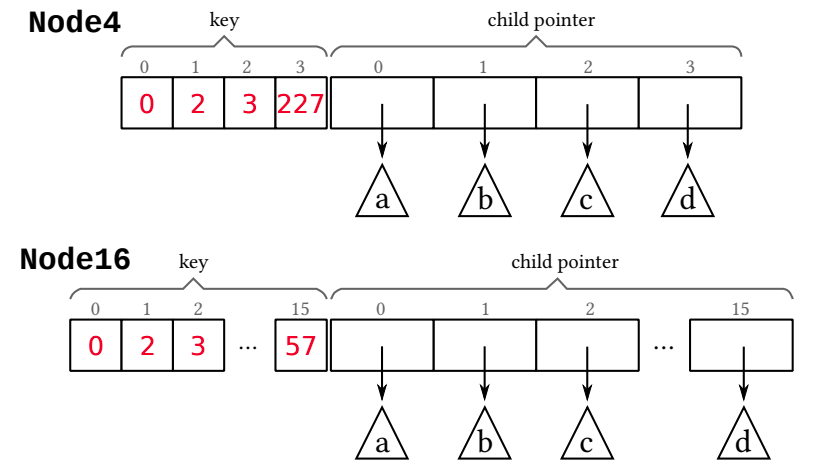 Node4 key child pointer
0 1 2 3 0 1 2 3
0 2 3 227
a b c d
Node16 key child pointer
0 1 2 15 0 1 2 15
0 2 3 ... 57 ...
a b c d